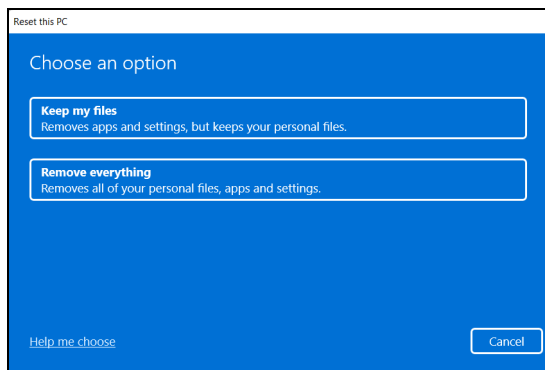 Reset this PC
Choose an option
Keep my files
Removes apps and settings, but keeps your personal files.
Remove everything
Removes all of your personal files, apps and settings.
Help me choose
Cancel